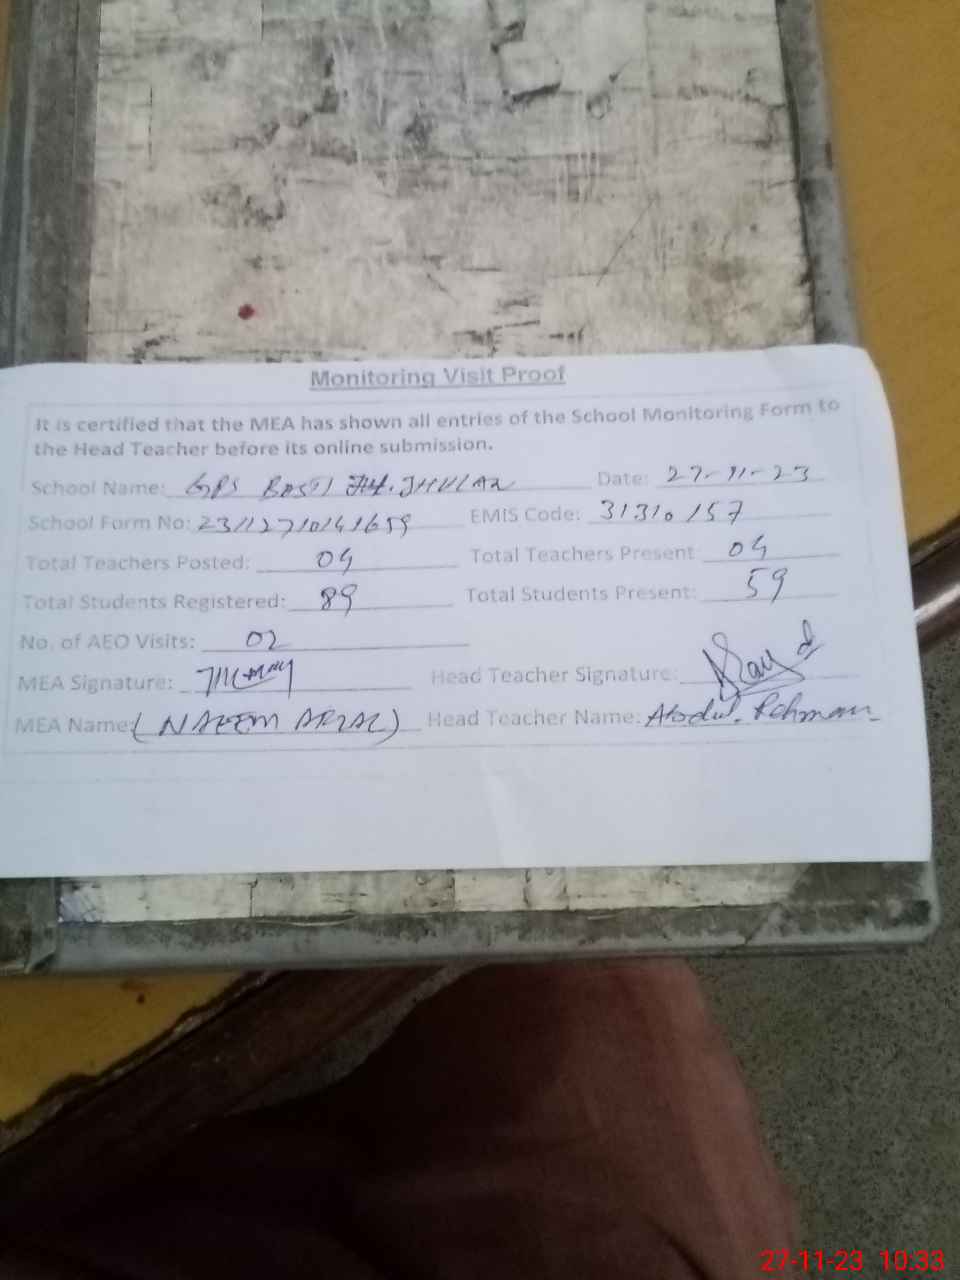 Monitoring Visit Proof
It is certified that the MEA has shown all entries of the School Monitoring Form to
the Head Teacher before its online submission.
School Name: GPS BASTI Date: 27-11-23
School Form No: 23112710141659 EMIS Code: 31310157
Total Teachers Posted: 04 Total Teachers Present: 04
Total Students Registered: 89 Total Students Present: 59
No. of AEO Visits: 02
MEA Signature: Head Teacher Signature:
MEA Name: (NAEEM AFZAL) Head Teacher Name: Abdul. Rehman
27-11-23 10:33